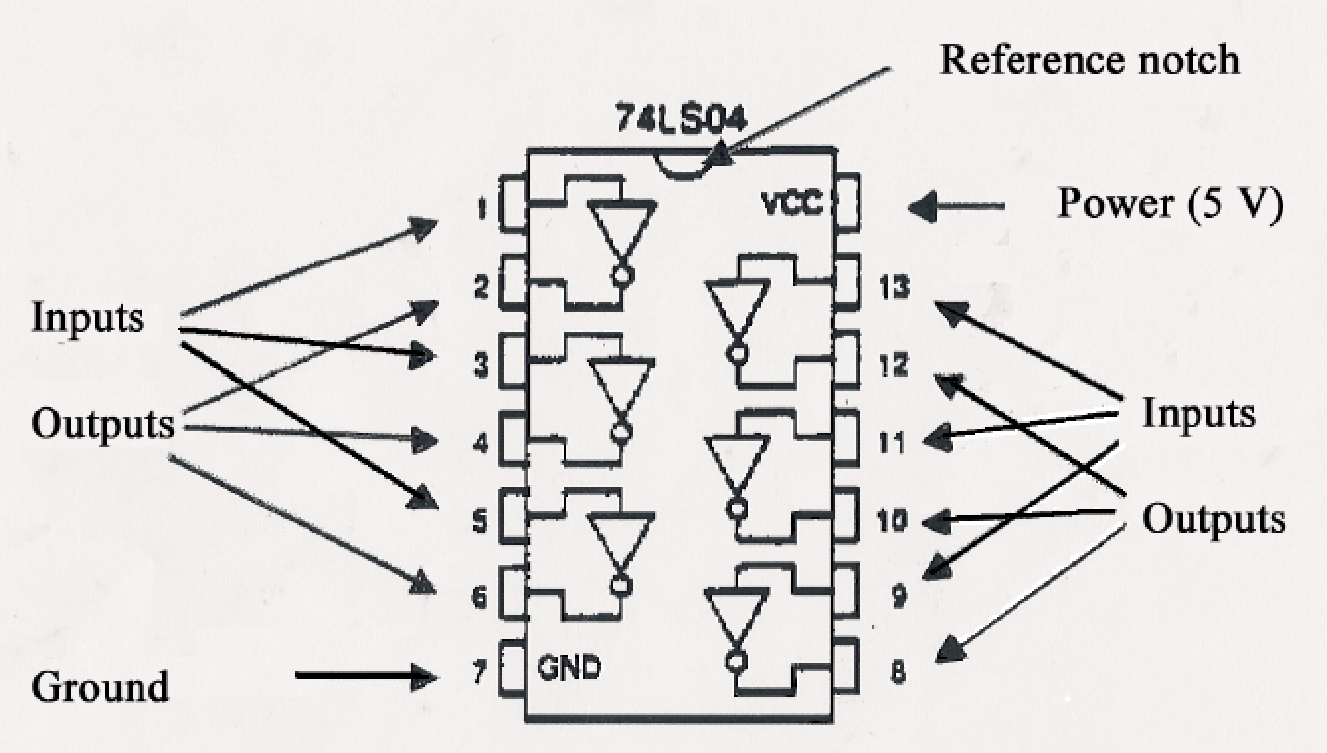 Reference notch
74LS04
1
VCC
Power (5 V)
2
13
Inputs
3
12
Outputs
4
11
Inputs
5
10
Outputs
6
9
7
GND
8
Ground